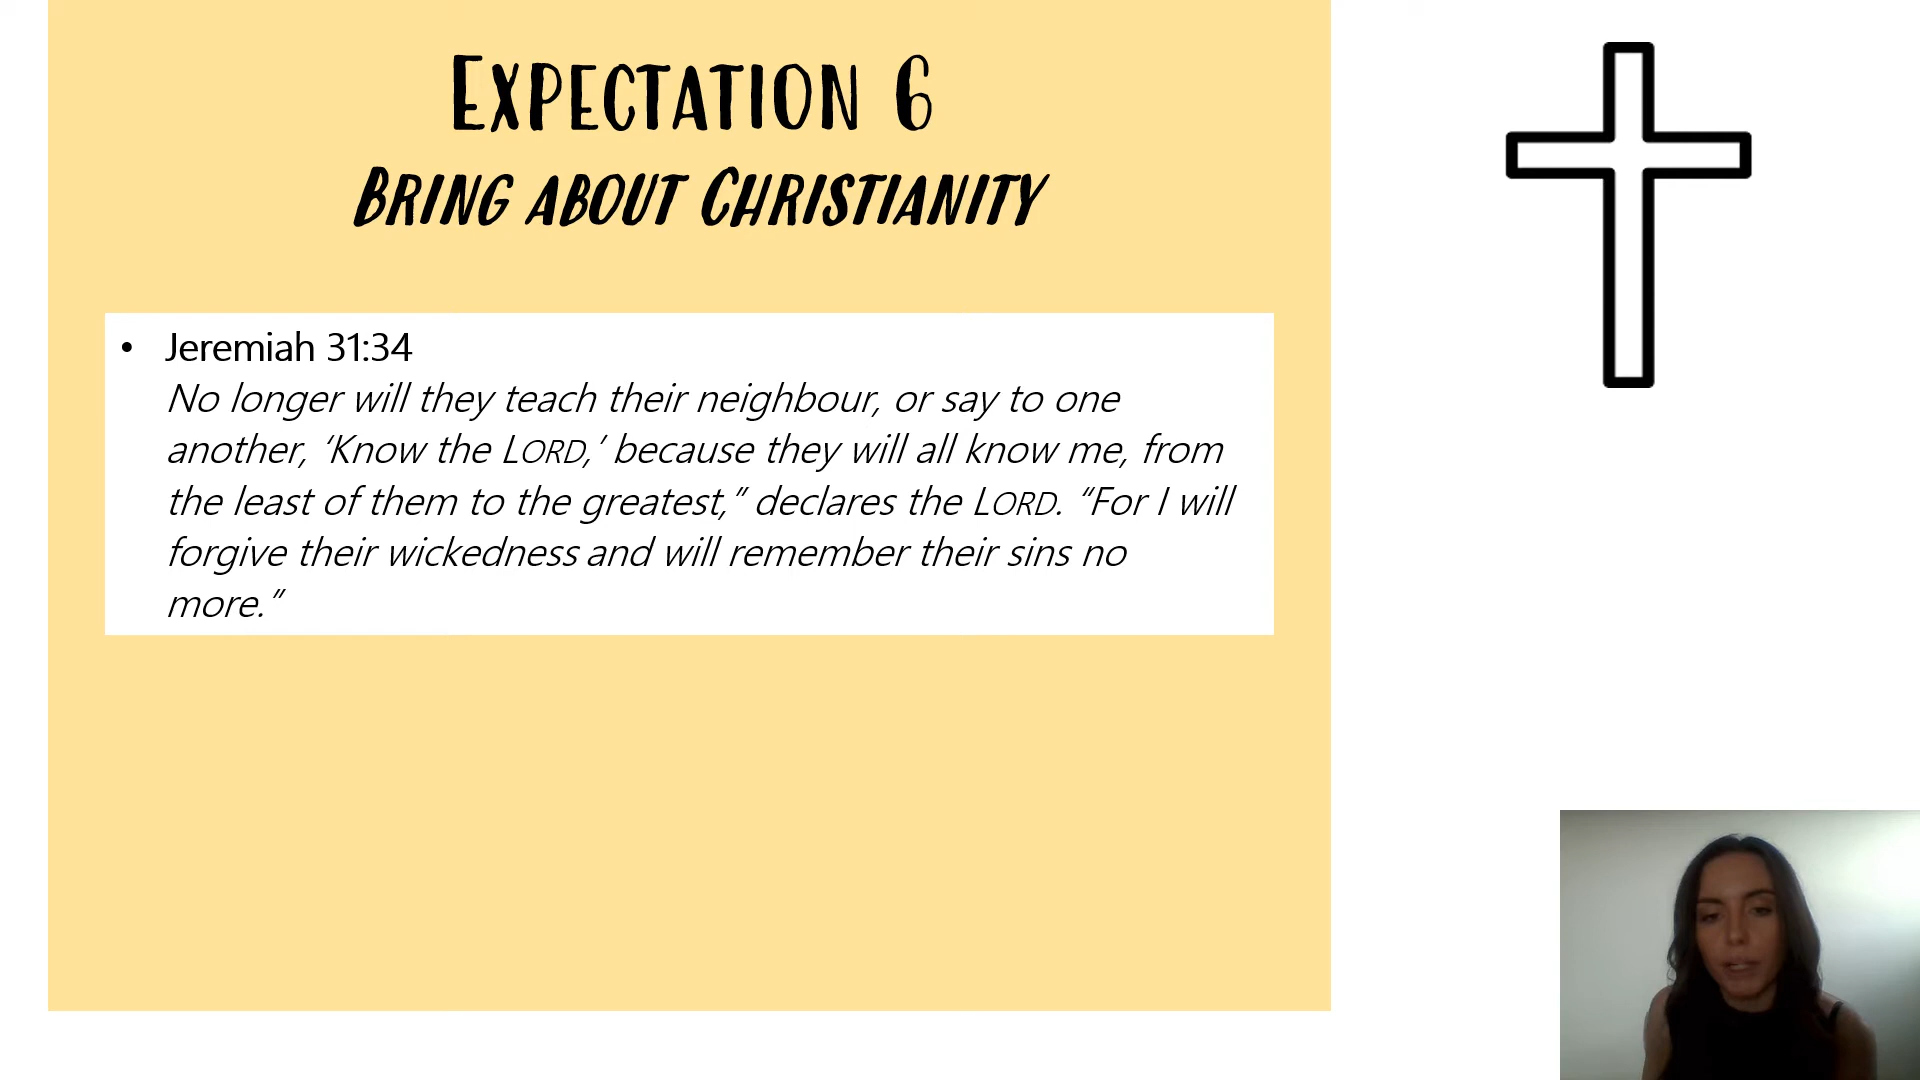 Expectation 6
Bring about Christianity
• Jeremiah 31:34
No longer will they teach their neighbour, or say to one
another, ‘Know the LORD,’ because they will all know me, from
the least of them to the greatest,” declares the LORD. “For I will
forgive their wickedness and will remember their sins no
more.”